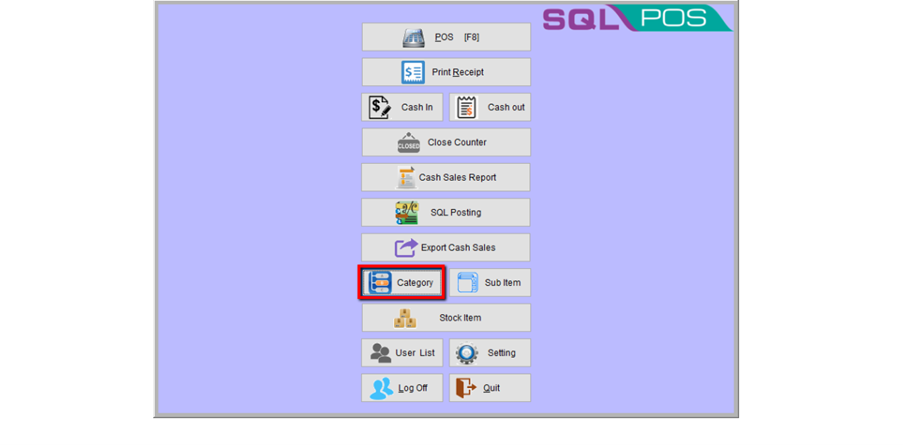 SQL POS
POS [F8]
Print Receipt
$
Cash In
$
Cash out
CLOSED
Close Counter
Cash Sales Report
SQL Posting
Export Cash Sales
Category
Sub Item
Stock Item
User List
Setting
Log Off
Quit